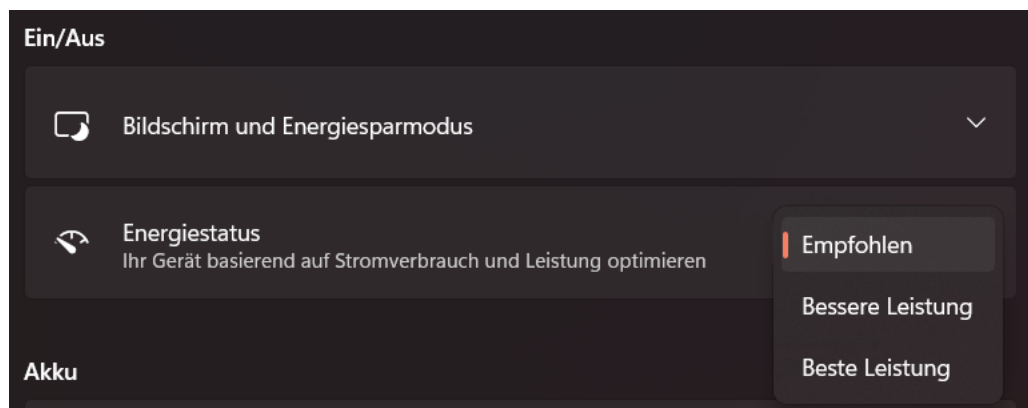 Ein/Aus
Bildschirm und Energiesparmodus
Energiestatus
Ihr Gerät basierend auf Stromverbrauch und Leistung optimieren
Empfohlen
Bessere Leistung
Beste Leistung
Akku